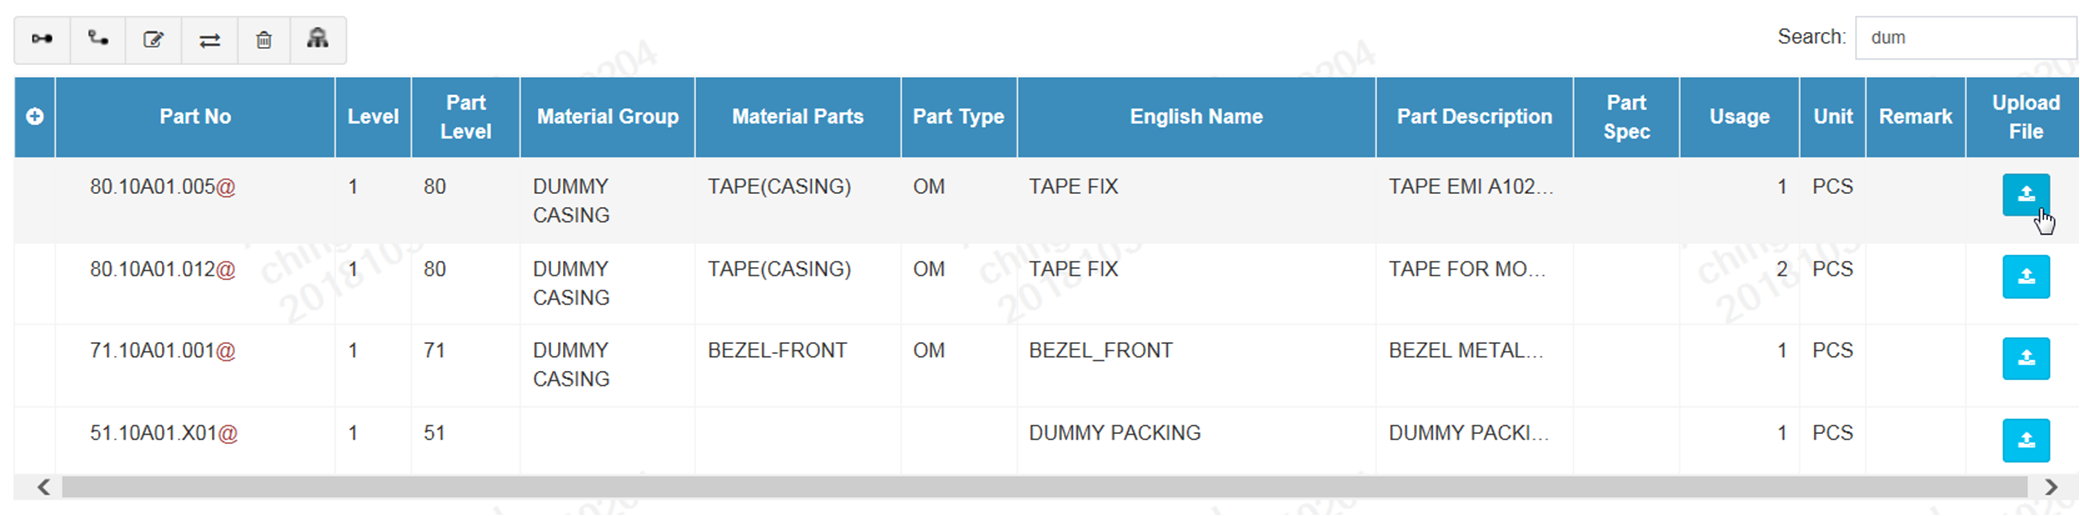 Search: dum
Part No Level Part Level Material Group Material Parts Part Type English Name Part Description Part Spec Usage Unit Remark Upload File
80.10A01.005@ 1 80 DUMMY CASING TAPE(CASING) OM TAPE FIX TAPE EMI A102... 1 PCS
80.10A01.012@ 1 80 DUMMY CASING TAPE(CASING) OM TAPE FIX TAPE FOR MO... 2 PCS
71.10A01.001@ 1 71 DUMMY CASING BEZEL-FRONT OM BEZEL_FRONT BEZEL METAL... 1 PCS
51.10A01.X01@ 1 51 DUMMY PACKING DUMMY PACKI... 1 PCS